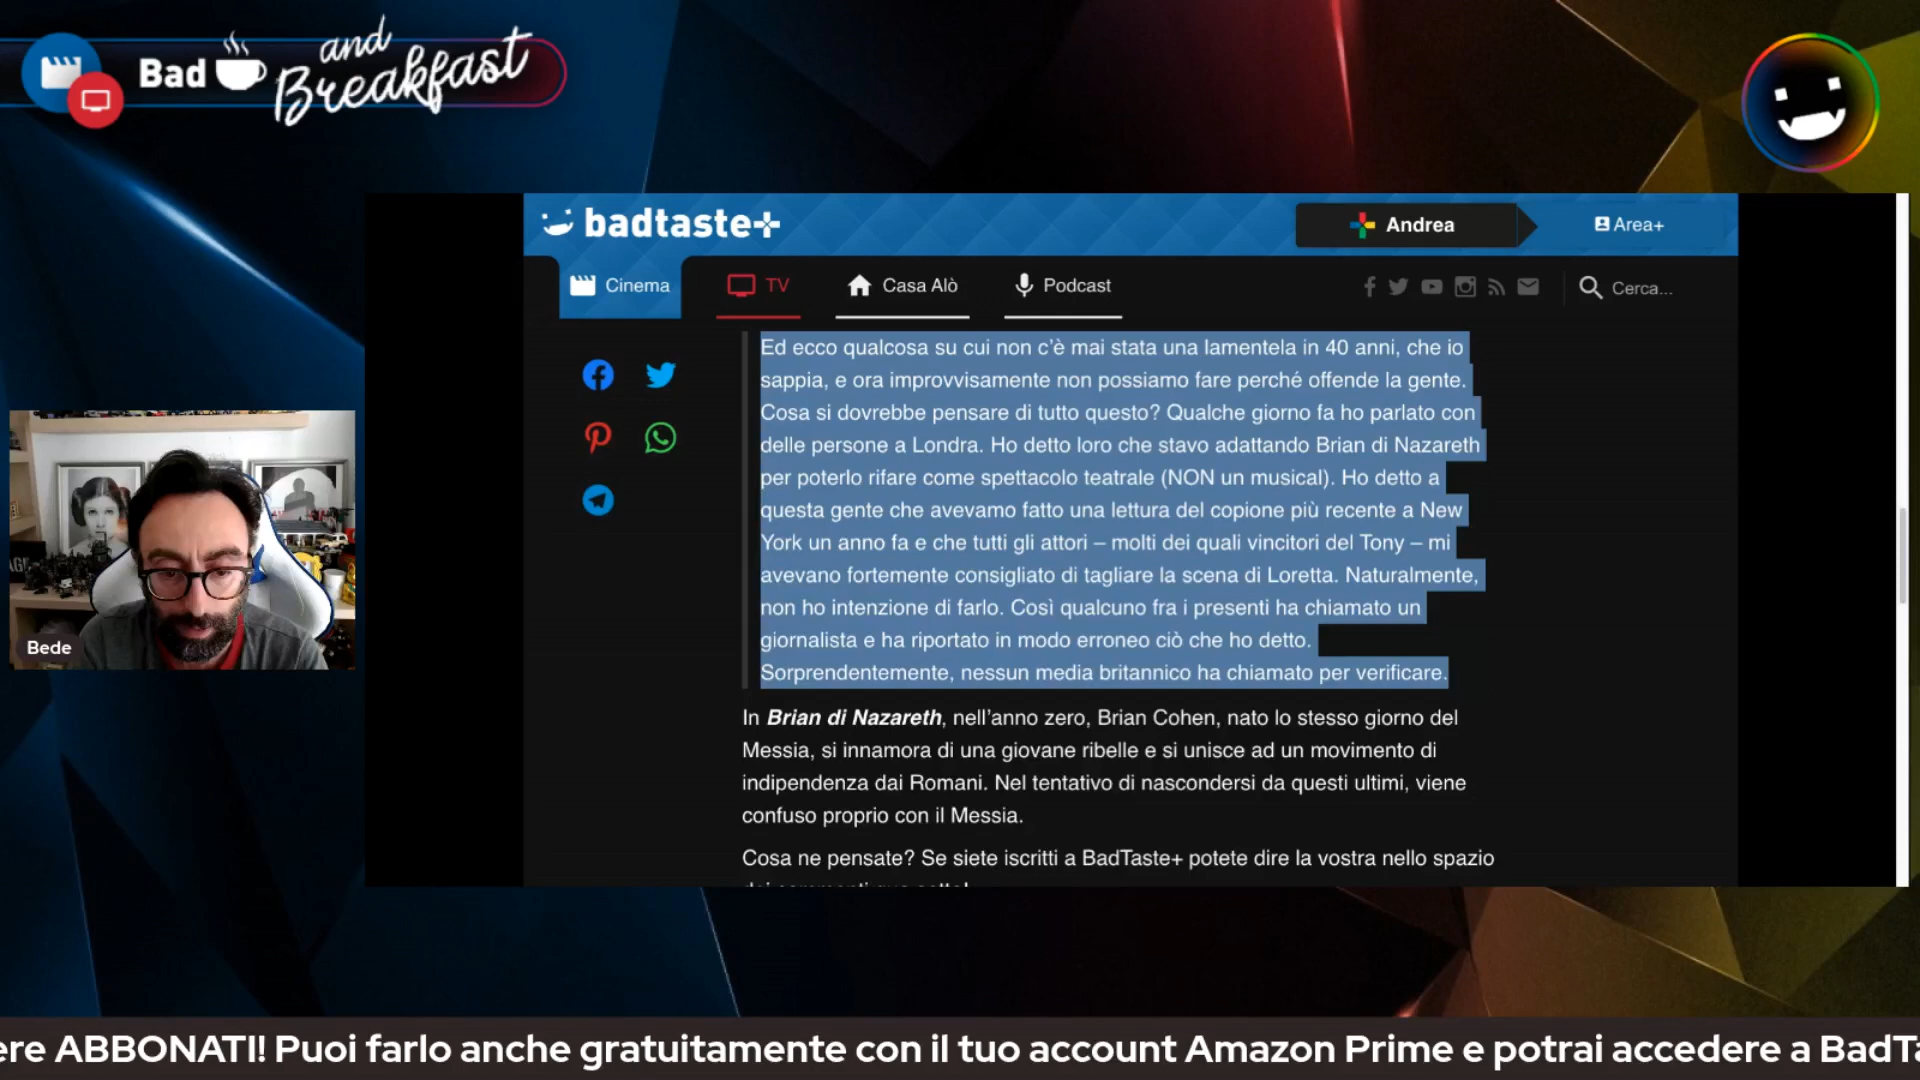 Bad and Breakfast
badtaste+
Andrea
Area+
Cinema
TV
Casa Alò
Podcast
Cerca...
Ed ecco qualcosa su cui non c'è mai stata una lamentela in 40 anni, che io
sappia, e ora improvvisamente non possiamo fare perché offende la gente.
Cosa si dovrebbe pensare di tutto questo? Qualche giorno fa ho parlato con
delle persone a Londra. Ho detto loro che stavo adattando Brian di Nazareth
per poterlo rifare come spettacolo teatrale (NON un musical). Ho detto a
questa gente che avevamo fatto una lettura del copione più recente a New
York un anno fa e che tutti gli attori – molti dei quali vincitori del Tony – mi
avevano fortemente consigliato di tagliare la scena di Loretta. Naturalmente,
non ho intenzione di farlo. Così qualcuno fra i presenti ha chiamato un
giornalista e ha riportato in modo erroneo ciò che ho detto.
Sorprendentemente, nessun media britannico ha chiamato per verificare.
In Brian di Nazareth, nell'anno zero, Brian Cohen, nato lo stesso giorno del
Messia, si innamora di una giovane ribelle e si unisce ad un movimento di
indipendenza dai Romani. Nel tentativo di nascondersi da questi ultimi, viene
confuso proprio con il Messia.
Cosa ne pensate? Se siete iscritti a BadTaste+ potete dire la vostra nello spazio
Bede
ere ABBONATI! Puoi farlo anche gratuitamente con il tuo account Amazon Prime e potrai accedere a BadTa